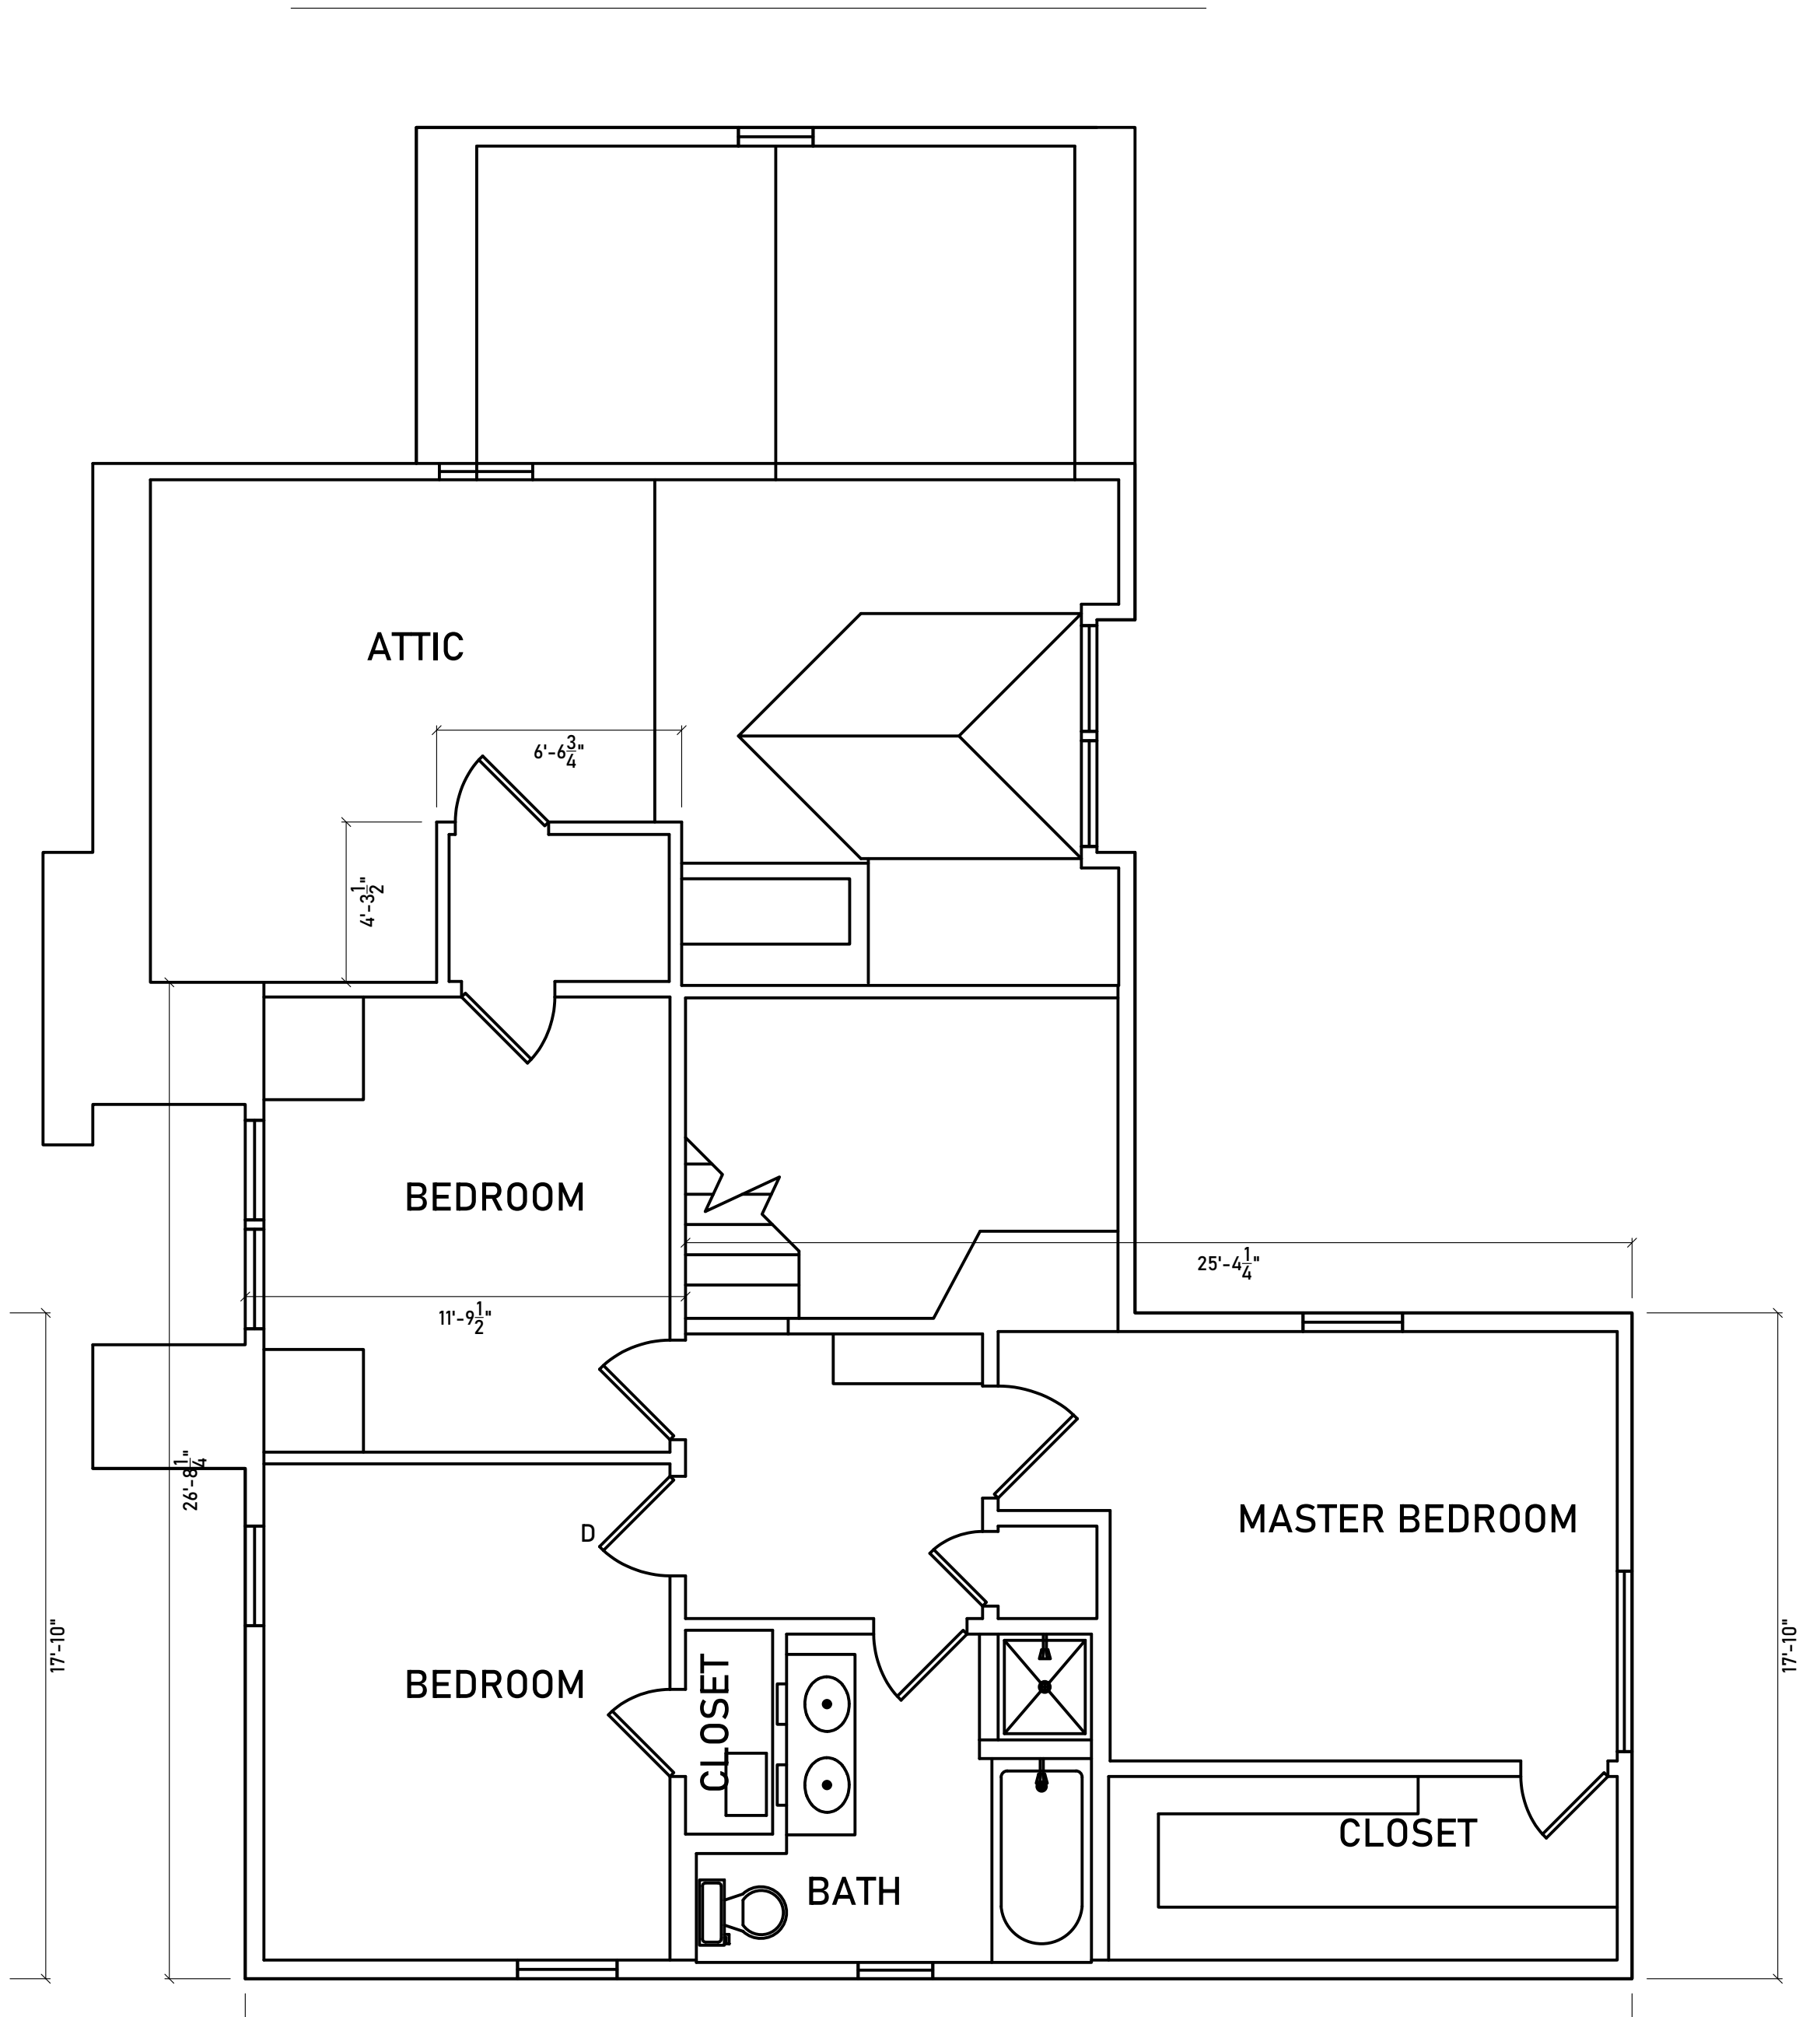 ATTIC
6'-6 3/4"
4'-3 1/2"
BEDROOM
25'-4 1/4"
11'-9 1/2"
26'-8 1/4"
MASTER BEDROOM
D
17'-10"
17'-10"
BEDROOM
CLOSET
CLOSET
BATH